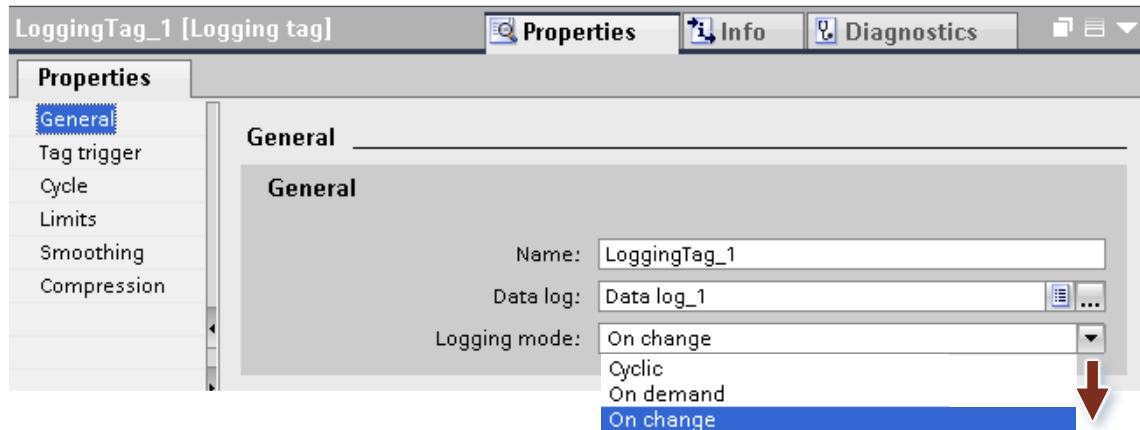 LoggingTag_1 [Logging tag]
Properties
Info
Diagnostics
Properties
General
Tag trigger
Cycle
Limits
Smoothing
Compression
General
General
Name: LoggingTag_1
Data log: Data log_1
...
Logging mode: On change
Cyclic
On demand
On change